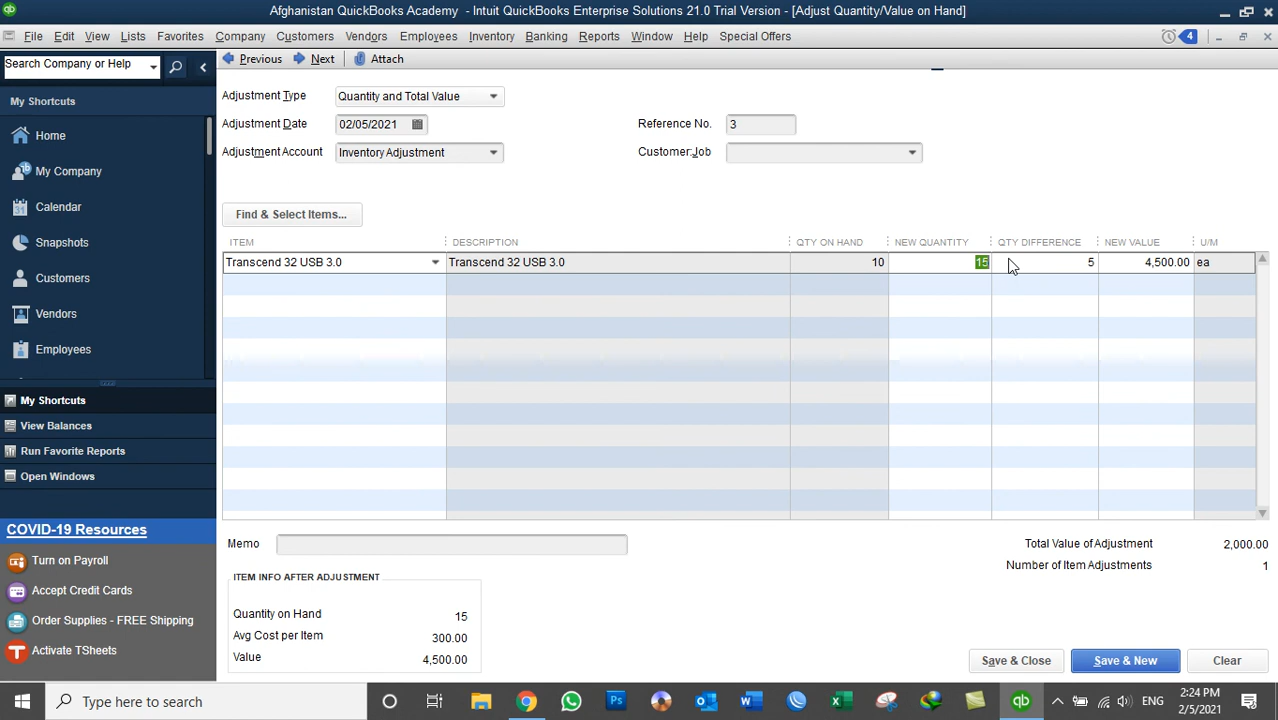 Afghanistan QuickBooks Academy - Intuit QuickBooks Enterprise Solutions 21.0 Trial Version - [Adjust Quantity/Value on Hand]
File Edit View Lists Favorites Company Customers Vendors Employees Inventory Banking Reports Window Help Special Offers 4
Search Company or Help
Previous Next Attach
My Shortcuts
Home
My Company
Calendar
31
Snapshots
Customers
Vendors
Employees
My Shortcuts
View Balances
Run Favorite Reports
Open Windows
COVID-19 Resources
Turn on Payroll
Accept Credit Cards
Order Supplies - FREE Shipping
Activate TSheets
Adjustment Type Quantity and Total Value
Adjustment Date 02/05/2021 Reference No. 3
Adjustment Account Inventory Adjustment Customer:Job
Find & Select Items...
ITEM DESCRIPTION QTY ON HAND NEW QUANTITY QTY DIFFERENCE NEW VALUE U/M
Transcend 32 USB 3.0 Transcend 32 USB 3.0 10 15 5 4,500.00 ea
Memo Total Value of Adjustment 2,000.00
Number of Item Adjustments 1
ITEM INFO AFTER ADJUSTMENT
Quantity on Hand 15
Avg Cost per Item 300.00
Value 4,500.00
Save & Close Save & New Clear
Type here to search
Ps
qb
ENG
2:24 PM
2/5/2021